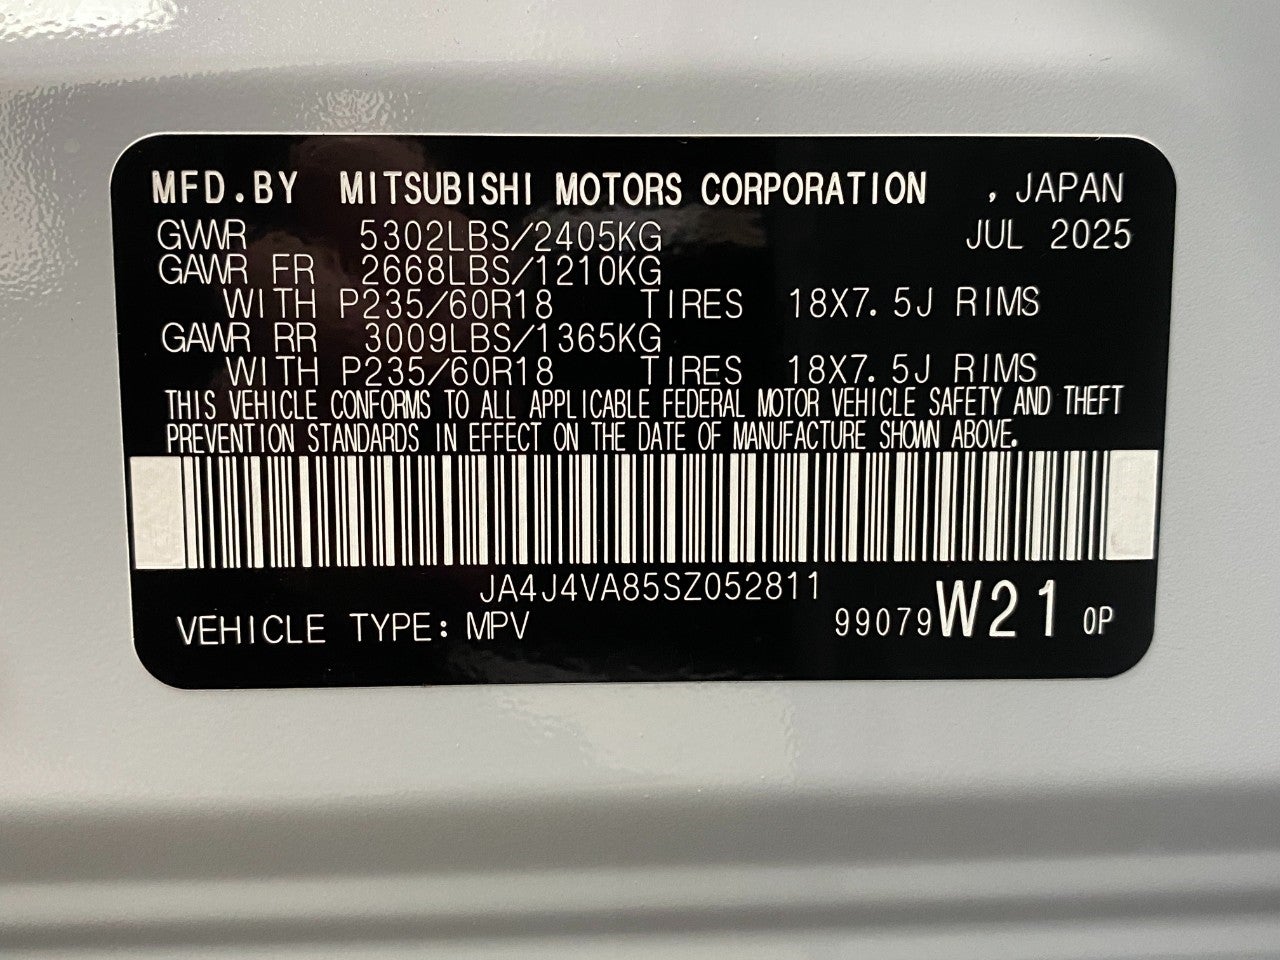 MFD.BY MITSUBISHI MOTORS CORPORATION , JAPAN
GVWR 5302LBS/2405KG JUL 2025
GAWR FR 2668LBS/1210KG
WITH P235/60R18 TIRES 18X7.5J RIMS
GAWR RR 3009LBS/1365KG
WITH P235/60R18 TIRES 18X7.5J RIMS
THIS VEHICLE CONFORMS TO ALL APPLICABLE FEDERAL MOTOR VEHICLE SAFETY AND THEFT
PREVENTION STANDARDS IN EFFECT ON THE DATE OF MANUFACTURE SHOWN ABOVE.
JA4J4VA85SZ052811
VEHICLE TYPE: MPV 99079 W21 0P